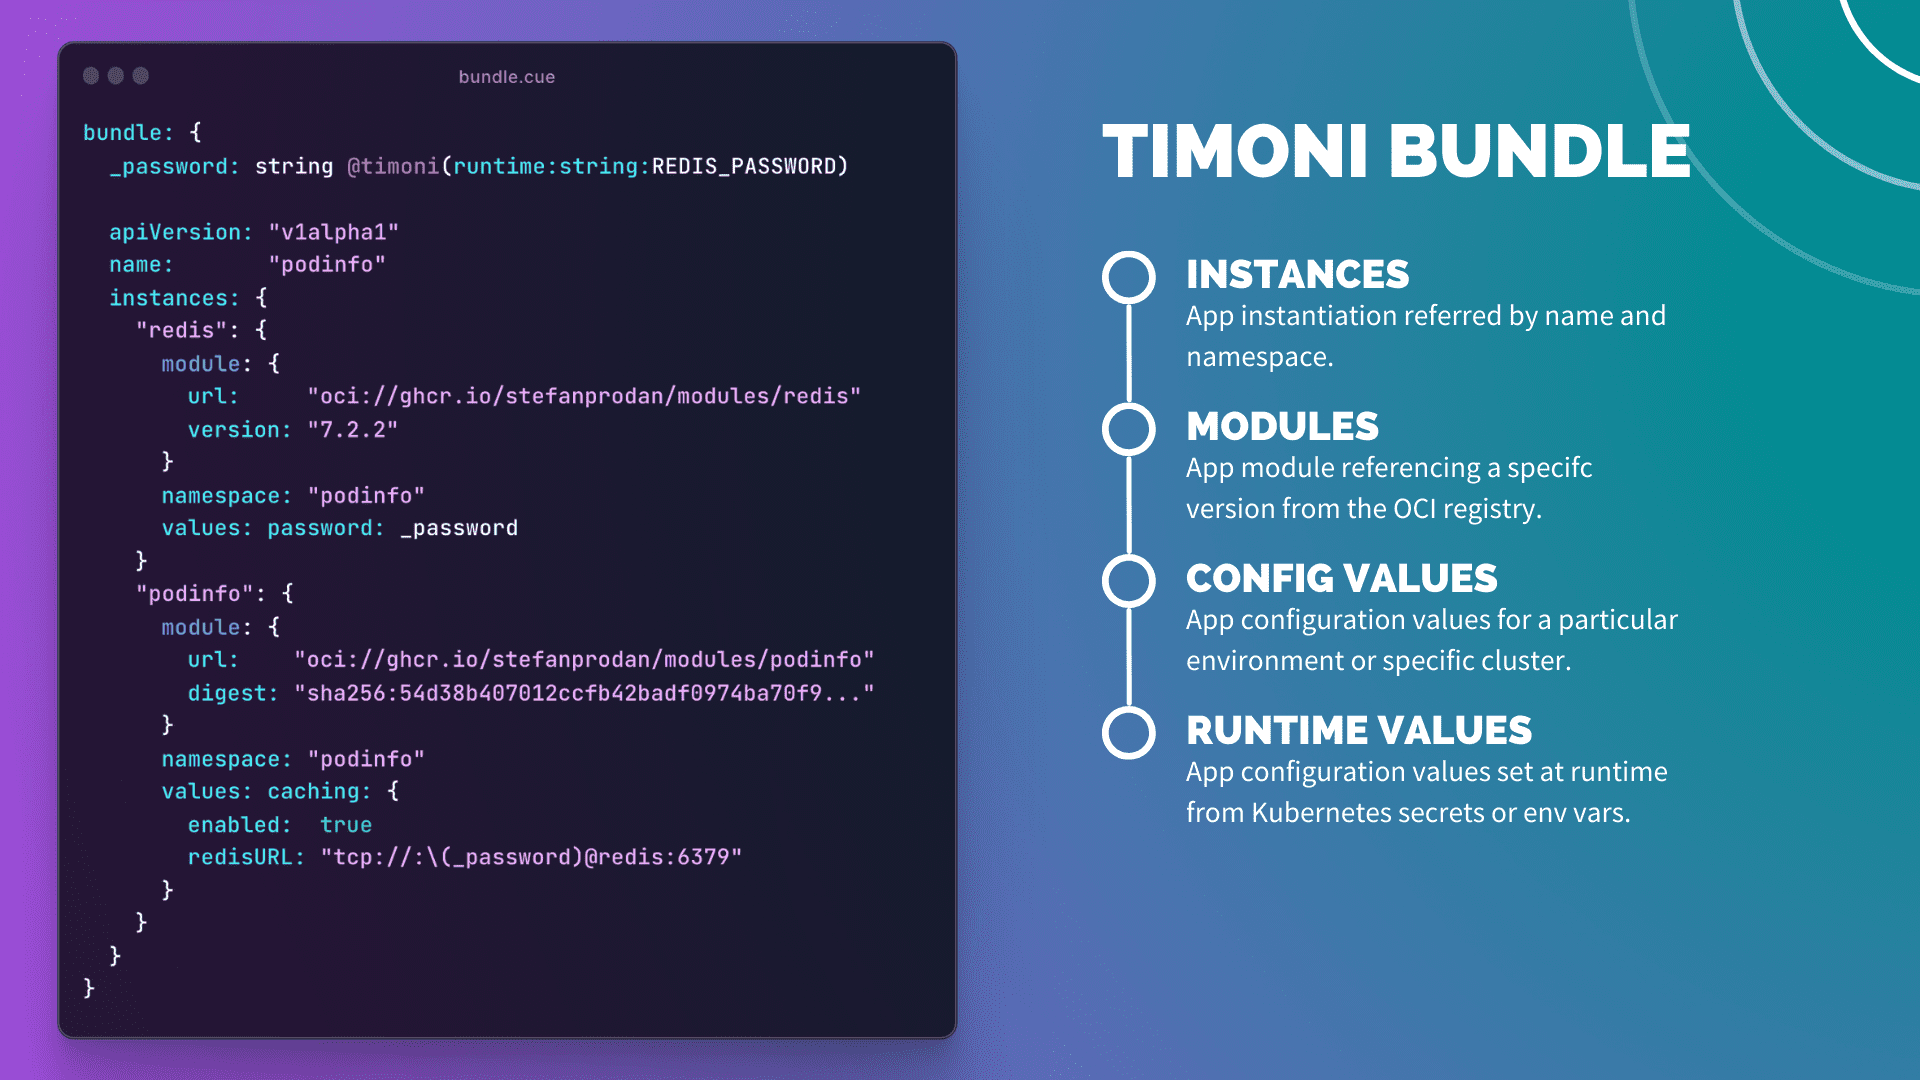 bundle.cue
bundle: {
  _password: string @timoni(runtime:string:REDIS_PASSWORD)

  apiVersion: "v1alpha1"
  name:       "podinfo"
  instances: {
    "redis": {
      module: {
        url:     "oci://ghcr.io/stefanprodan/modules/redis"
        version: "7.2.2"
      }
      namespace: "podinfo"
      values: password: _password
    }
    "podinfo": {
      module: {
        url:    "oci://ghcr.io/stefanprodan/modules/podinfo"
        digest: "sha256:54d38b407012ccfb42badf0974ba70f9..."
      }
      namespace: "podinfo"
      values: caching: {
        enabled:  true
        redisURL: "tcp://:\(_password)@redis:6379"
      }
    }
  }
}
TIMONI BUNDLE
INSTANCES
App instantiation referred by name and
namespace.
MODULES
App module referencing a specifc
version from the OCI registry.
CONFIG VALUES
App configuration values for a particular
environment or specific cluster.
RUNTIME VALUES
App configuration values set at runtime
from Kubernetes secrets or env vars.